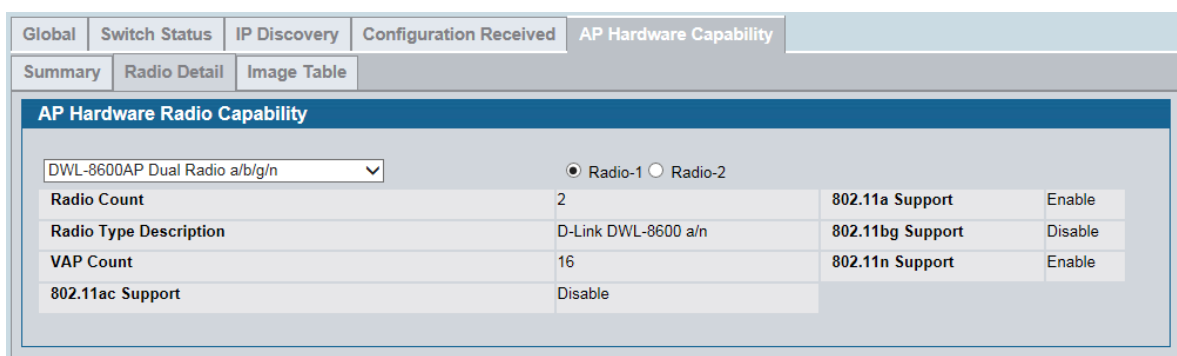 Global Switch Status IP Discovery Configuration Received AP Hardware Capability
Summary Radio Detail Image Table
AP Hardware Radio Capability
DWL-8600AP Dual Radio a/b/g/n Radio-1 Radio-2
Radio Count 2 802.11a Support Enable
Radio Type Description D-Link DWL-8600 a/n 802.11bg Support Disable
VAP Count 16 802.11n Support Enable
802.11ac Support Disable